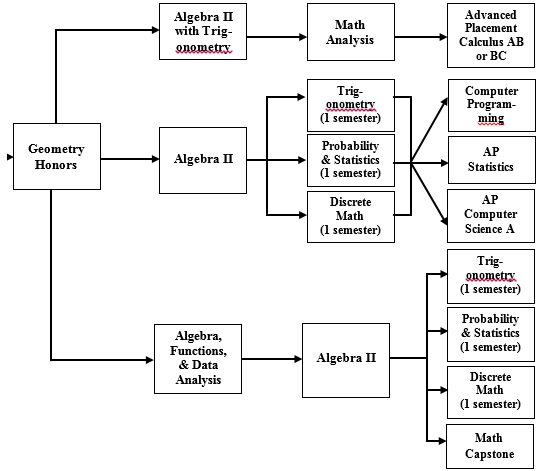 Algebra II
with Trig-
onometry
Math
Analysis
Advanced
Placement
Calculus AB
or BC
Geometry
Honors
Algebra II
Trig-
onometry
(1 semester)
Probability
& Statistics
(1 semester)
Discrete
Math
(1 semester)
Computer
Program-
ming
AP
Statistics
AP
Computer
Science A
Algebra,
Functions,
& Data
Analysis
Algebra II
Trig-
onometry
(1 semester)
Probability
& Statistics
(1 semester)
Discrete
Math
(1 semester)
Math
Capstone